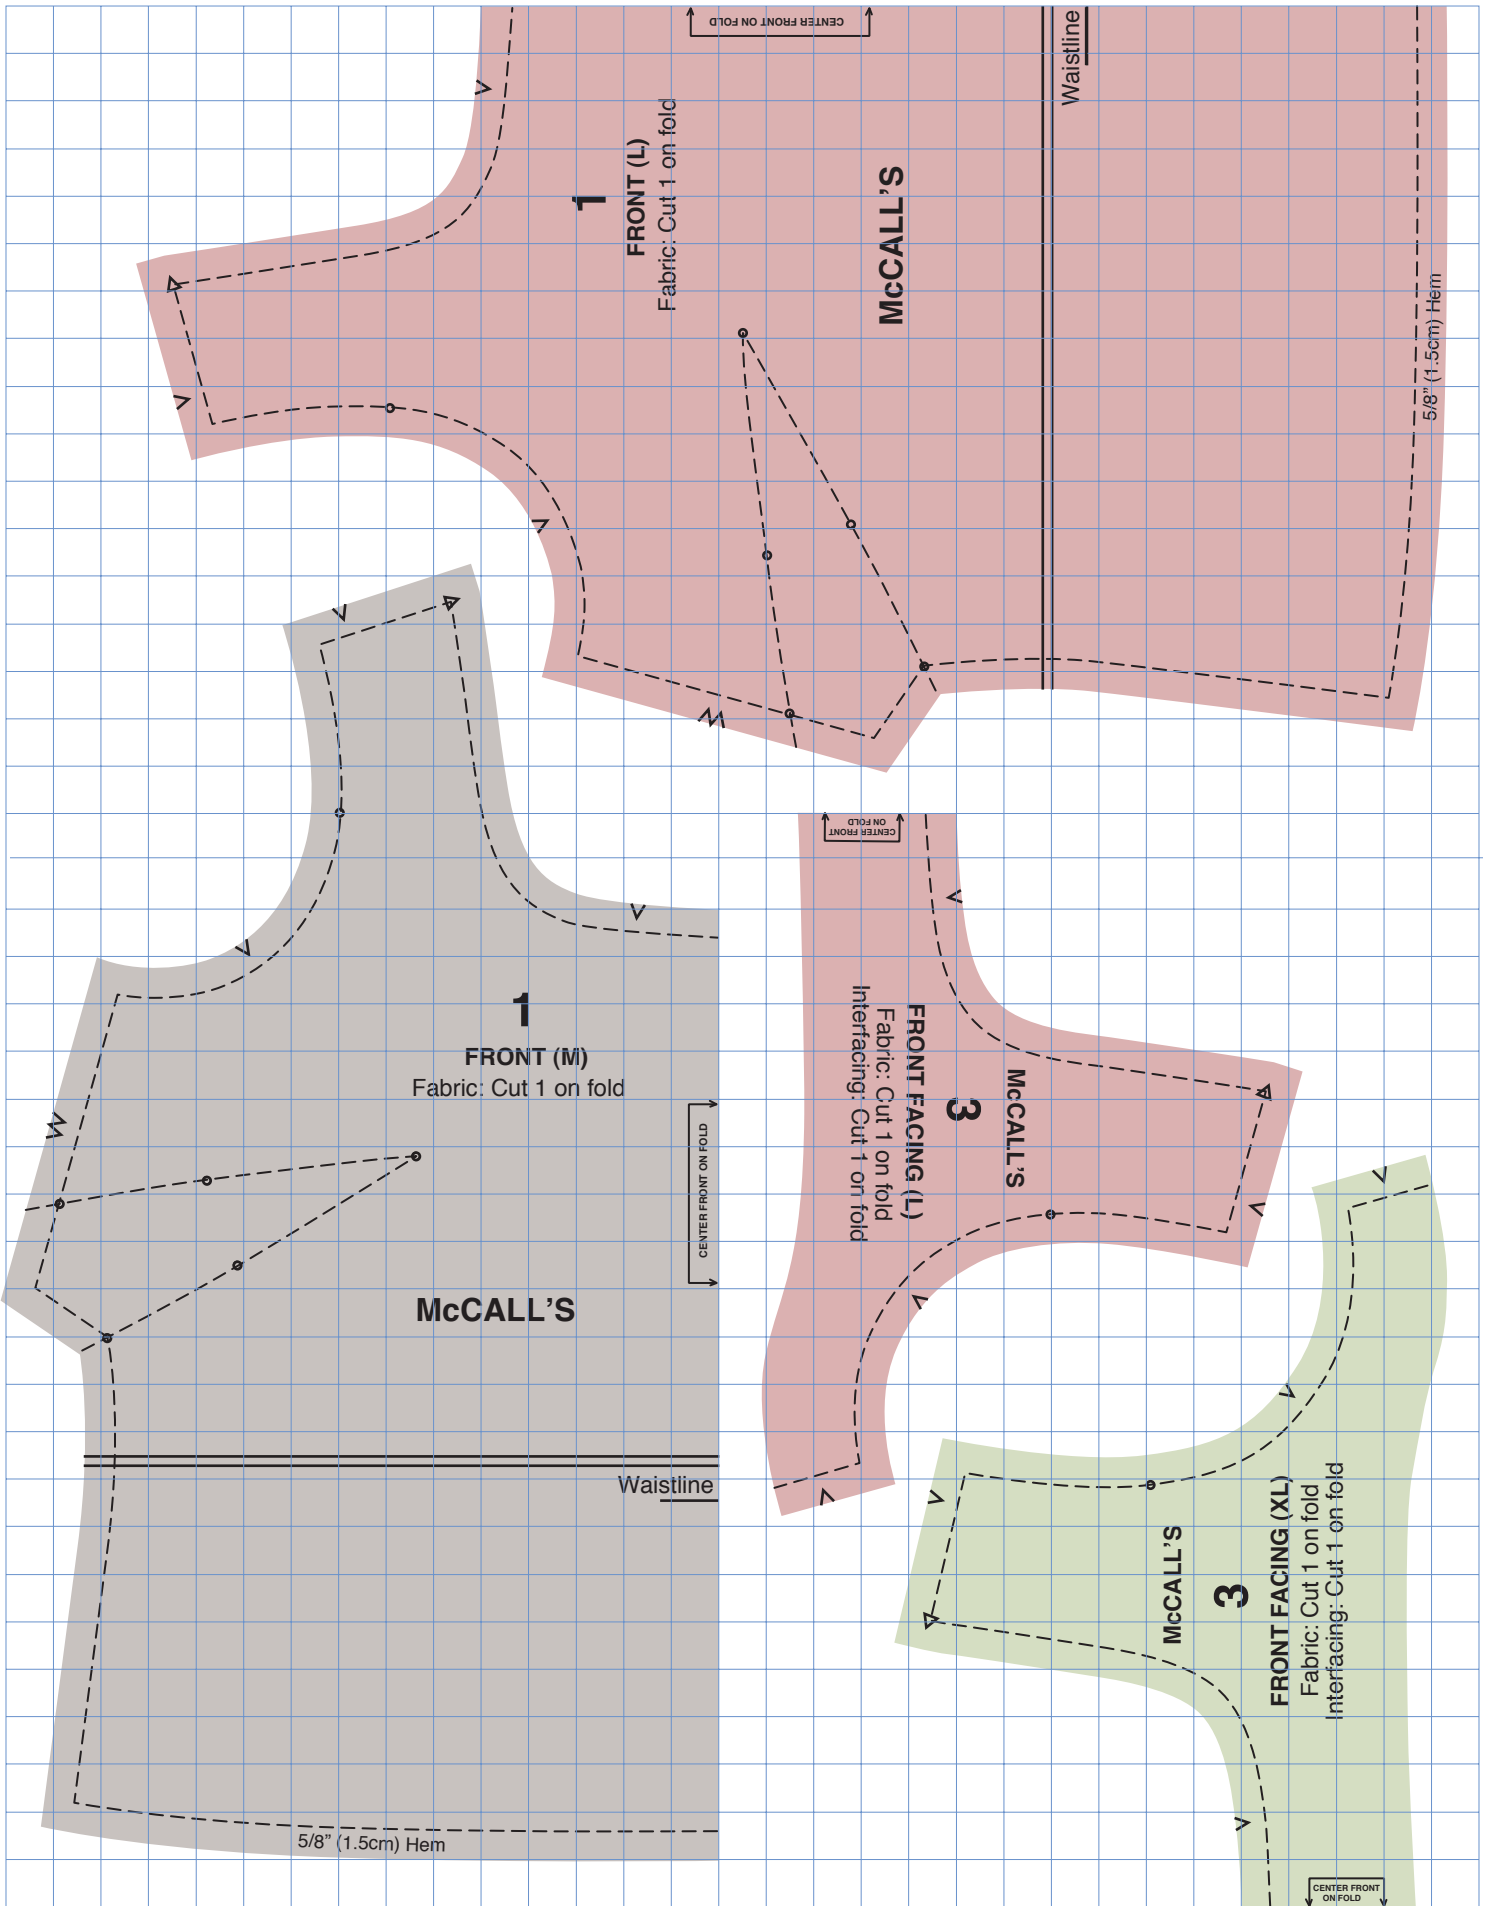 CENTER FRONT ON FOLD
Waistline
1
FRONT (L)
Fabric: Cut 1 on fold
McCALL’S
5/8” (1.5cm) Hem
1
FRONT (M)
Fabric: Cut 1 on fold
CENTER FRONT ON FOLD
McCALL’S
Waistline
5/8” (1.5cm) Hem
CENTER FRONT
ON FOLD
McCALL’S
3
FRONT FACING (L)
Fabric: Cut 1 on fold
Interfacing: Cut 1 on fold
McCALL’S
3
FRONT FACING (XL)
Fabric: Cut 1 on fold
Interfacing: Cut 1 on fold
CENTER FRONT
ON FOLD